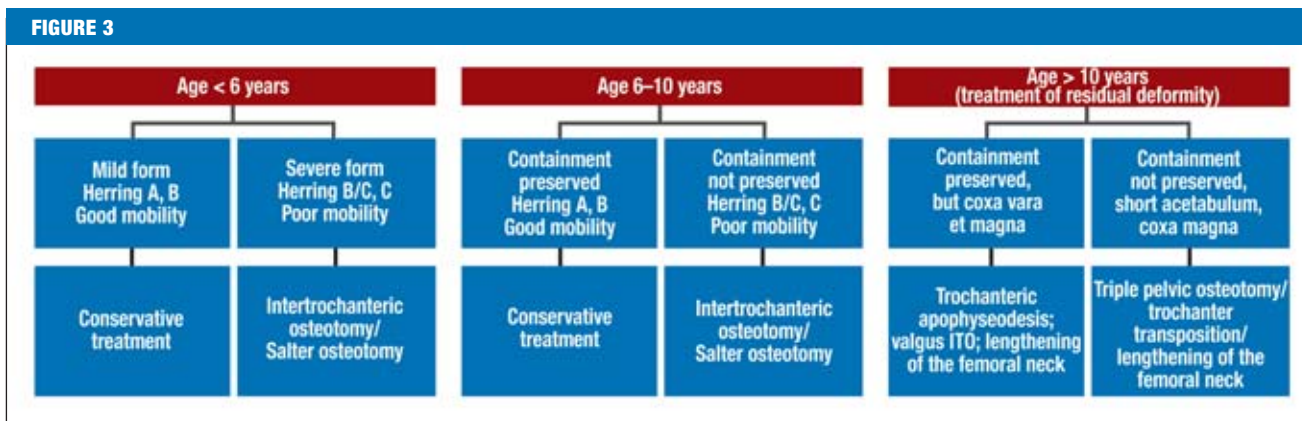 FIGURE 3
Age < 6 years
Mild form
Herring A, B
Good mobility
Severe form
Herring B/C, C
Poor mobility
Conservative
treatment
Intertrochanteric
osteotomy/
Salter osteotomy
Age 6–10 years
Containment
preserved
Herring A, B
Good mobility
Containment
not preserved
Herring B/C, C
Poor mobility
Conservative
treatment
Intertrochanteric
osteotomy/
Salter osteotomy
Age > 10 years
(treatment of residual deformity)
Containment
preserved,
but coxa vara
et magna
Containment
not preserved,
short acetabulum,
coxa magna
Trochanteric
apophyseodesis;
valgus ITO; lengthening
of the femoral neck
Triple pelvic osteotomy/
trochanter
transposition/
lengthening of the
femoral neck